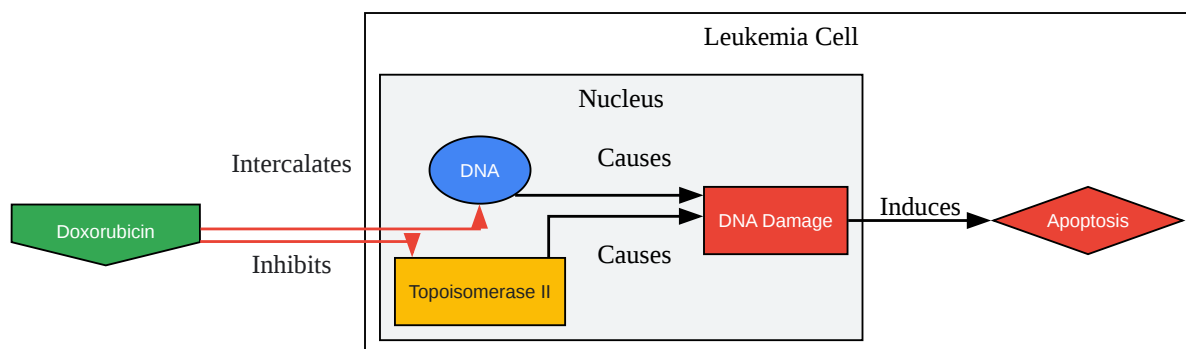 Leukemia Cell
Nucleus
Intercalates
DNA
Causes
Doxorubicin
Inhibits
Topoisomerase II
Causes
DNA Damage
Induces
Apoptosis